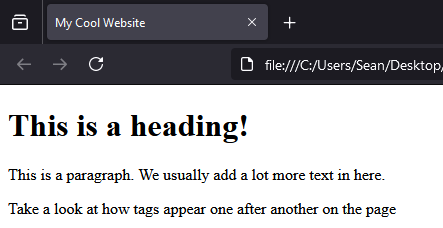 My Cool Website
file:///C:/Users/Sean/Desktop/
This is a heading!
This is a paragraph. We usually add a lot more text in here.
Take a look at how tags appear one after another on the page